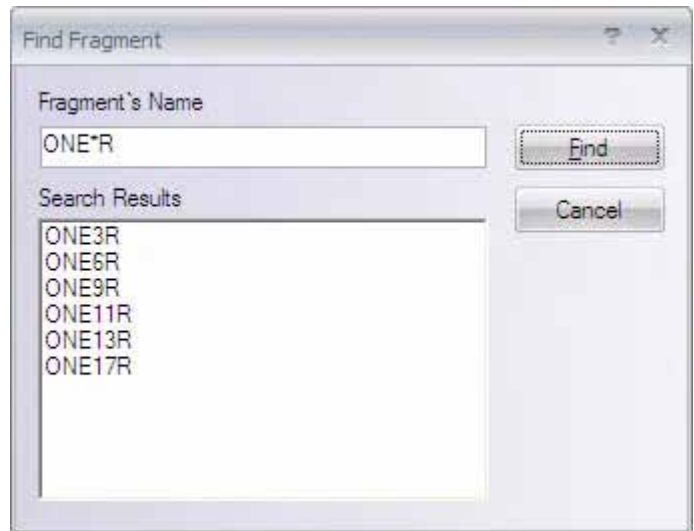 Find Fragment
Fragment`s Name
ONE*R
Find
Search Results
Cancel
ONE3R
ONE6R
ONE9R
ONE11R
ONE13R
ONE17R